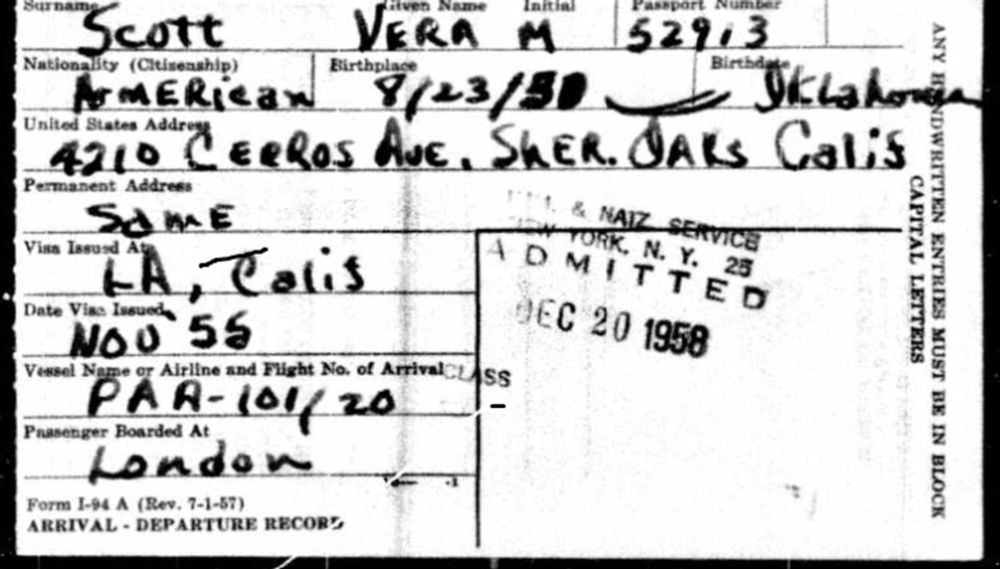 Surname Given Name Initial Passport Number
Scott VERA M 52913
Nationality (Citizenship) Birthplace Birthdate
AmERican 8/23/ Oklahoma
United States Address
4210 CERROS AVE. SHER. OAKS Calif
Permanent Address
SAME
Visa Issued At
LA, Calif
Date Visa Issued
NOV 55
Vessel Name or Airline and Flight No. of Arrival CLASS
PAA-101/20
Passenger Boarded At
London
Form I-94 A (Rev. 7-1-57)
ARRIVAL - DEPARTURE RECORD
& NATZ SERVICE
NEW YORK, N. Y. 25
ADMITTED
DEC 20 1958
ANY HANDWRITTEN ENTRIES MUST BE IN BLOCK
CAPITAL LETTERS